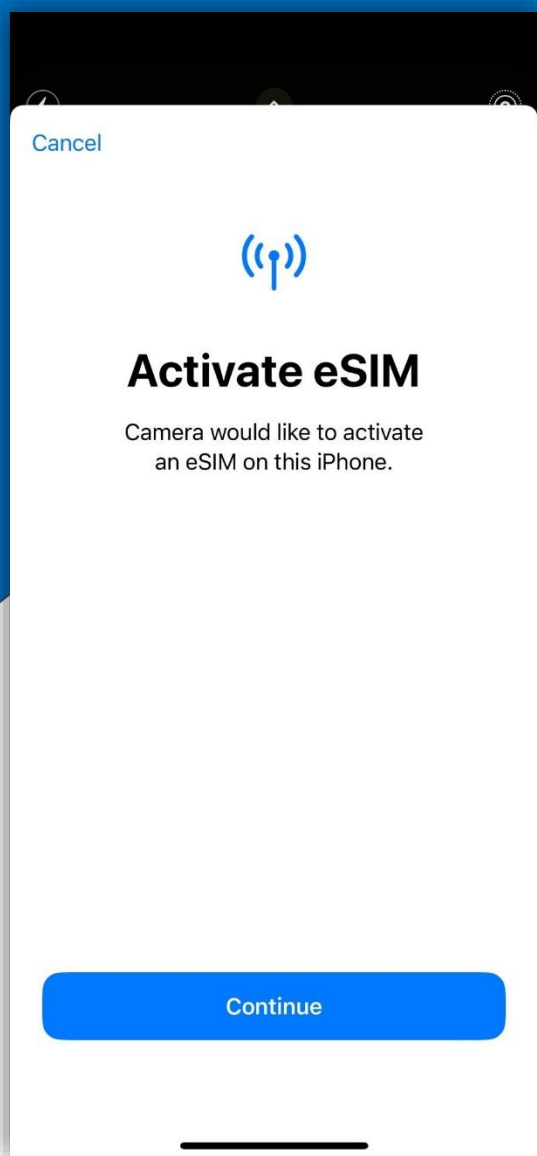 Cancel
Activate eSIM
Camera would like to activate
an eSIM on this iPhone.
Continue